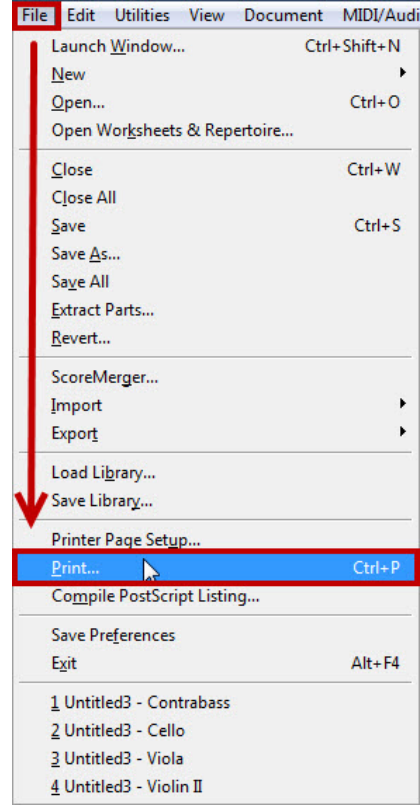 File Edit Utilities View Document MIDI/Audi
Launch Window... Ctrl+Shift+N
New
Open... Ctrl+O
Open Worksheets & Repertoire...
Close Ctrl+W
Close All
Save Ctrl+S
Save As...
Save All
Extract Parts...
Revert...
ScoreMerger...
Import
Export
Load Library...
Save Library...
Printer Page Setup...
Print... Ctrl+P
Compile PostScript Listing...
Save Preferences
Exit Alt+F4
1 Untitled3 - Contrabass
2 Untitled3 - Cello
3 Untitled3 - Viola
4 Untitled3 - Violin II